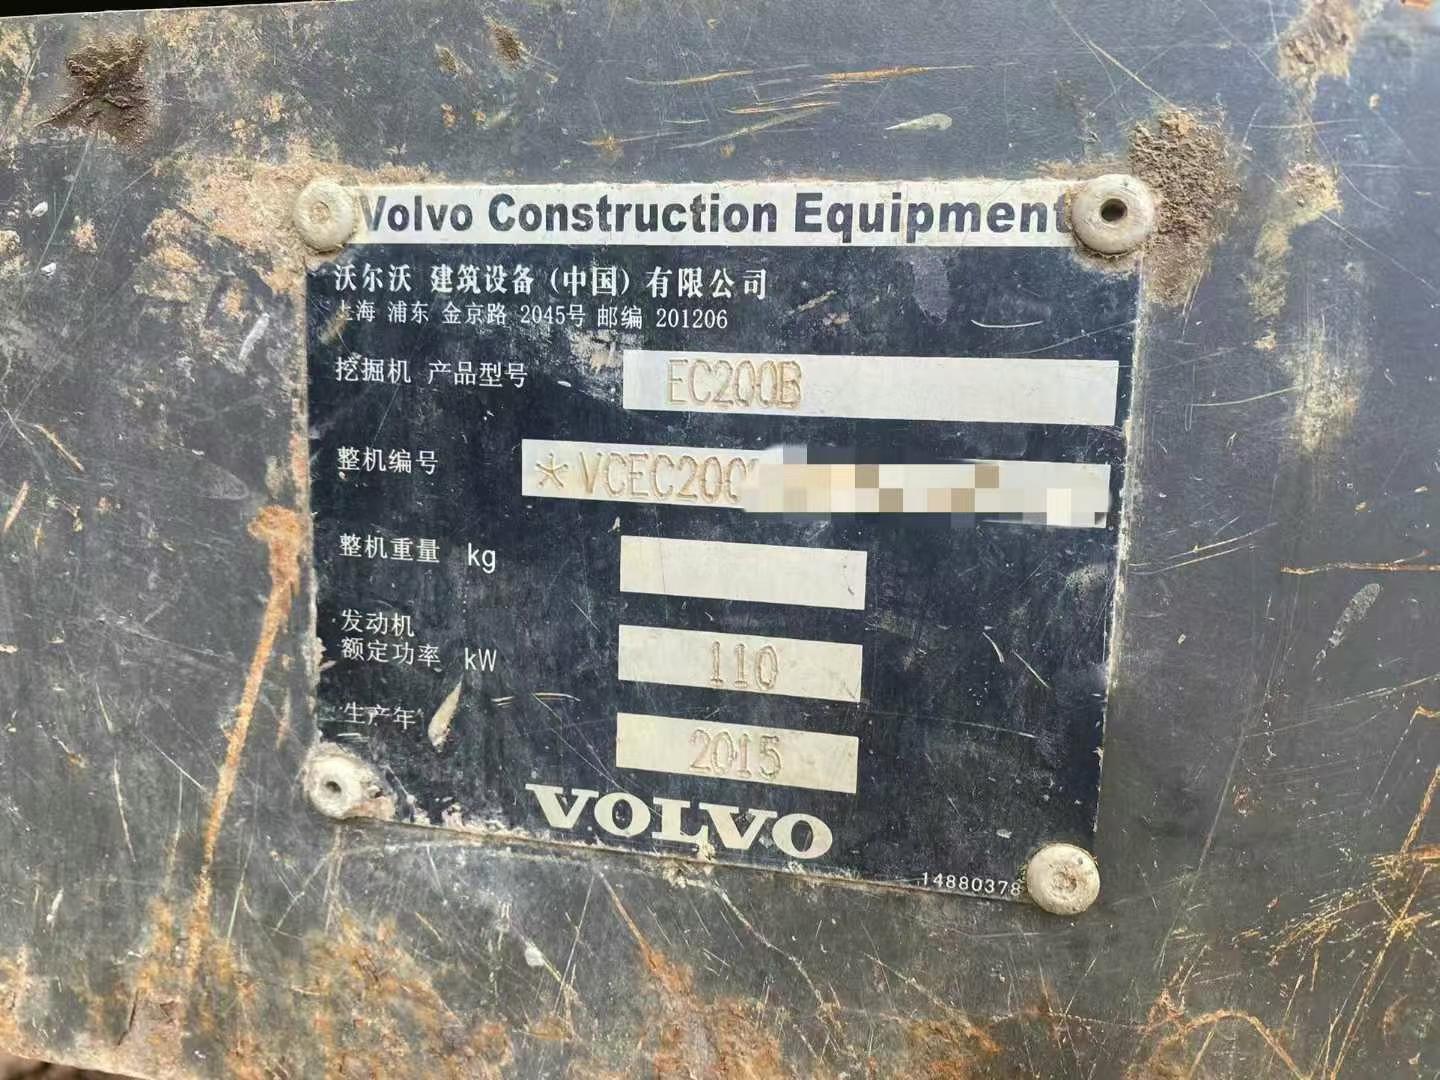 Volvo Construction Equipment
沃尔沃 建筑设备(中国)有限公司
上海 浦东 金京路 2045号 邮编 201206
挖掘机 产品型号 EC200B
整机编号 *VCEC200
整机重量 kg
发动机
额定功率 kW 110
生产年 2015
VOLVO
14880378